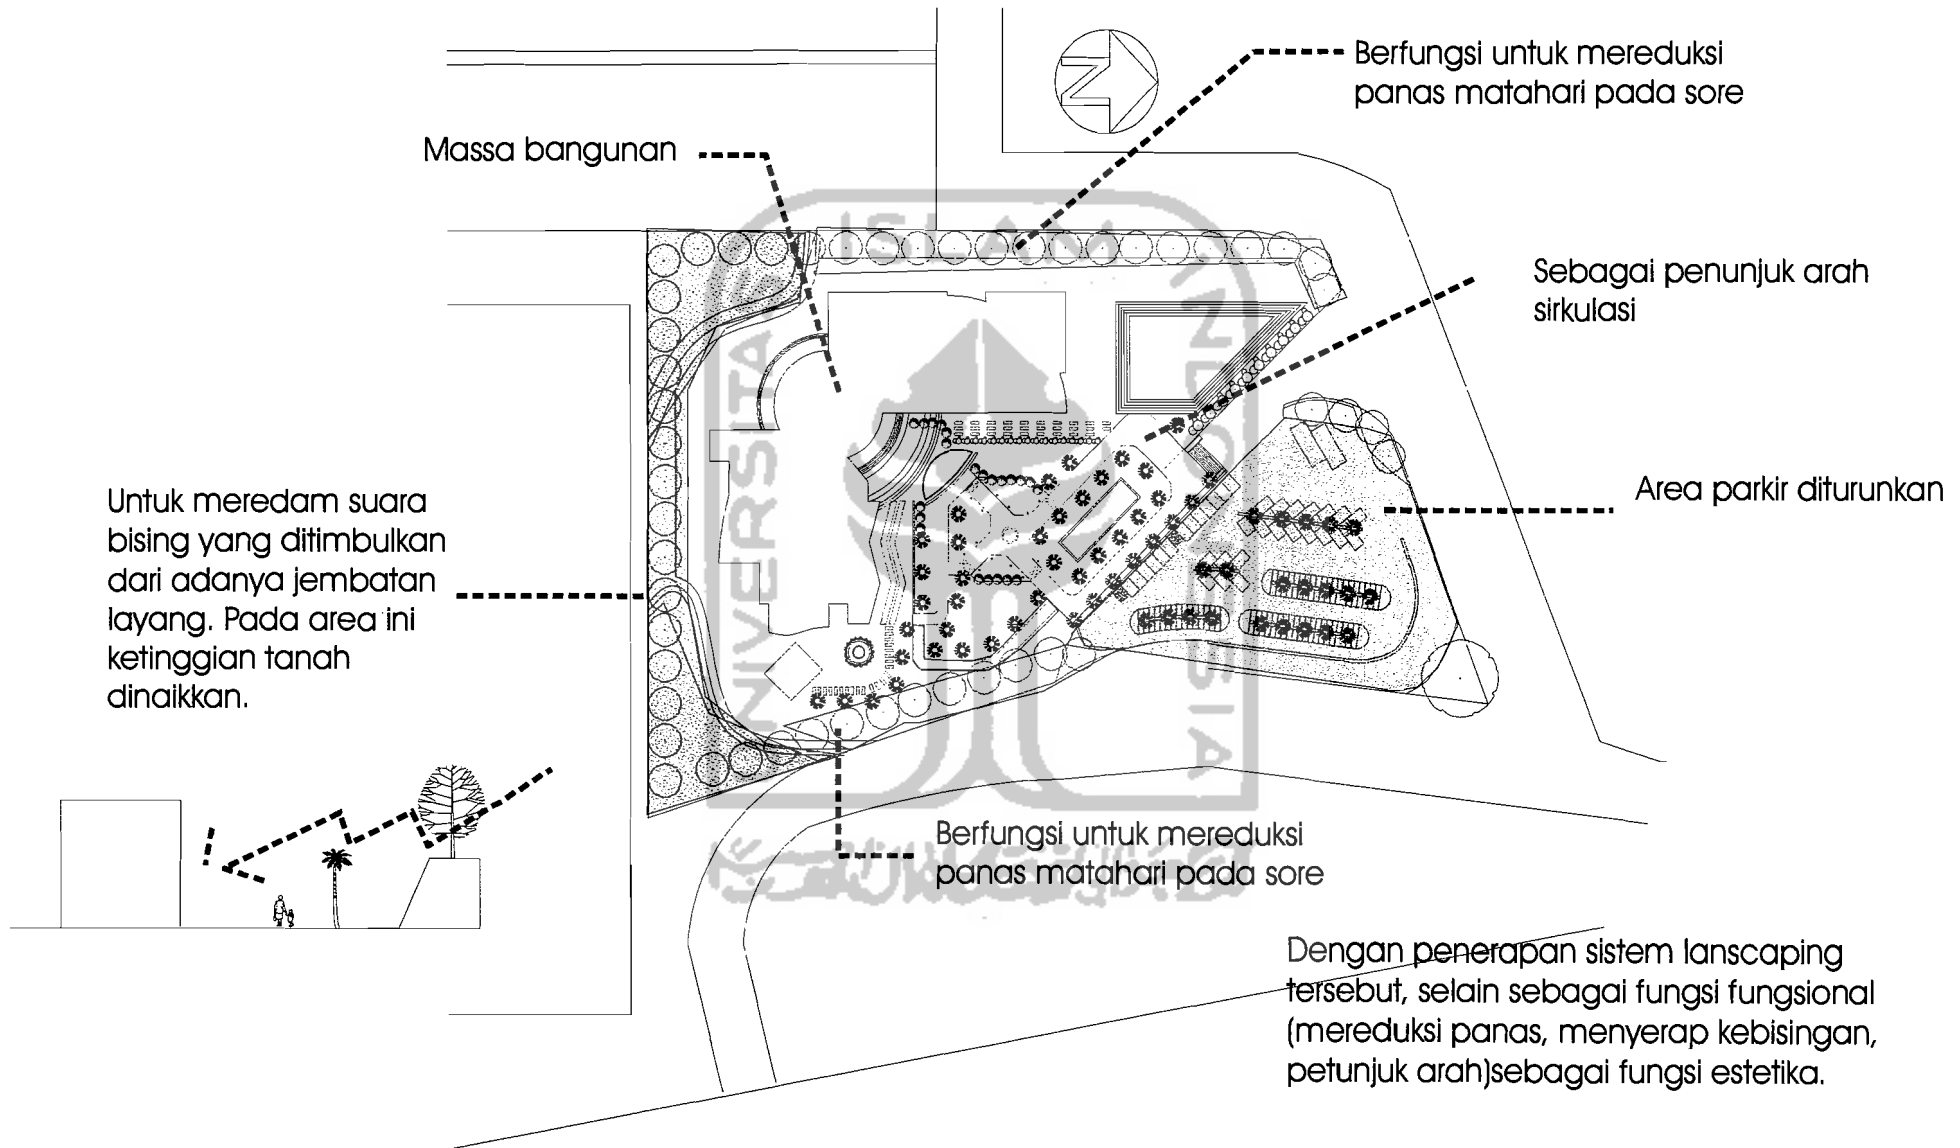 Berfungsi untuk mereduksi
panas matahari pada sore
Massa bangunan
N
Sebagai penunjuk arah
sirkulasi
Area parkir diturunkan
Untuk meredam suara
bising yang ditimbulkan
dari adanya jembatan
layang. Pada area ini
ketinggian tanah
dinaikkan.
Berfungsi untuk mereduksi
panas matahari pada sore
Dengan penerapan sistem lanscaping
tersebut, selain sebagai fungsi fungsional
(mereduksi panas, menyerap kebisingan,
petunjuk arah)sebagai fungsi estetika.
UNIVERSITAS
ISLAM
INDONESIA